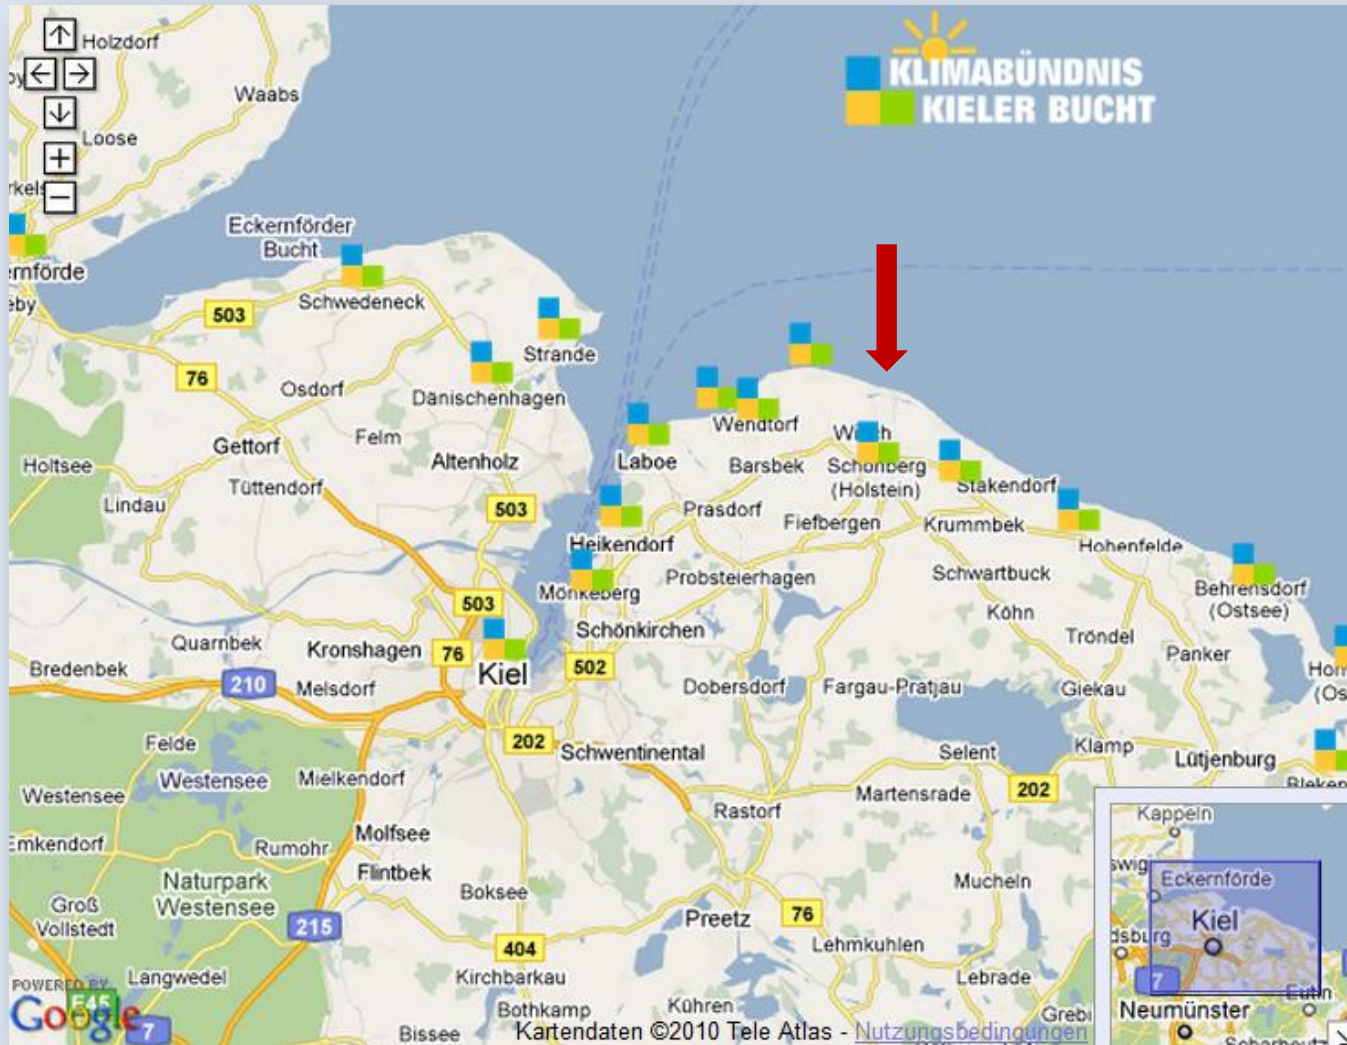 Holzdorf
Waabs
Loose
KLIMABÜNDNIS
KIELER BUCHT
Eckernförder
Bucht
Schwedeneck
503
Strande
76
Osdorf
Dänischenhagen
Wendtorf
Gettorf
Felm
Altenholz
Laboe
Barsbek
Schönberg
(Holstein)
Stakendorf
Holtsee
Tüttendorf
Lindau
503
Prasdorf
Fiefbergen
Krummbek
Heikendorf
Hohenfelde
Probsteierhagen
Schwartbuck
Mönkeberg
Behrensdorf
(Ostsee)
503
Köhn
Quarnbek
Kronshagen
76
Schönkirchen
Tröndel
Panker
Bredenbek
210
Melsdorf
Kiel
502
Dobersdorf
Fargau-Pratjau
Giekau
Felde
202
Schwentinental
Selent
Klamp
Lütjenburg
Westensee
Westensee
Mielkendorf
Martensrade
202
Rastorf
Kappeln
Molfsee
Rumohr
Flintbek
Naturpark
Westensee
Boksee
Mucheln
Eckernförde
Groß
Vollstedt
215
Preetz
76
Kiel
404
Lehmkuhlen
Langwedel
Kirchbarkau
Lebrade
7
POWERED BY
Google
E45
7
Bothkamp
Kühren
Neumünster
Eutin
Bissee
Kartendaten ©2010 Tele Atlas - Nutzungsbedingungen